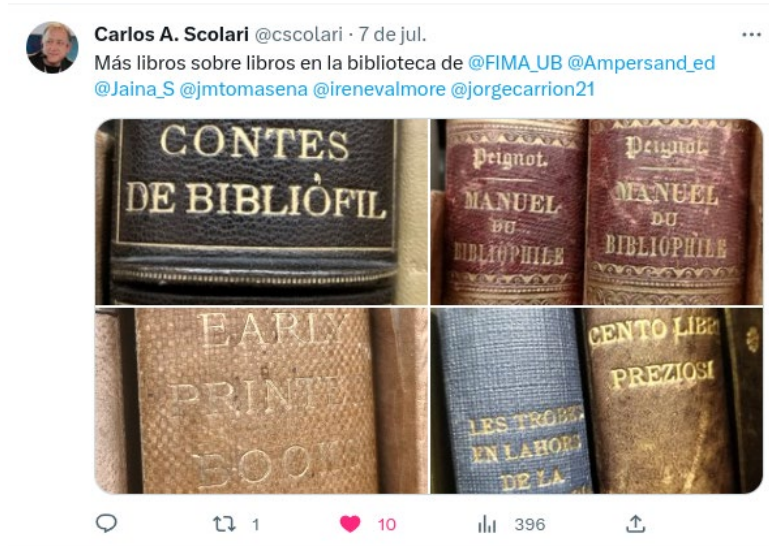 Carlos A. Scolari @cscolari · 7 de jul.
Más libros sobre libros en la biblioteca de @FIMA_UB @Ampersand_ed
@Jaina_S @jmtomasena @irenevalmore @jorgecarrion21
CONTES
DE BIBLIÒFIL
Peignot.
MANUEL
DU
BIBLIOPHILE
Peignot.
MANUEL
DU
BIBLIOPHILE
EARLY
PRINTE
BOOK
LES TROBES
EN LAHORS
DE LA
CENTO LIBRI
PREZIOSI
1
10
396